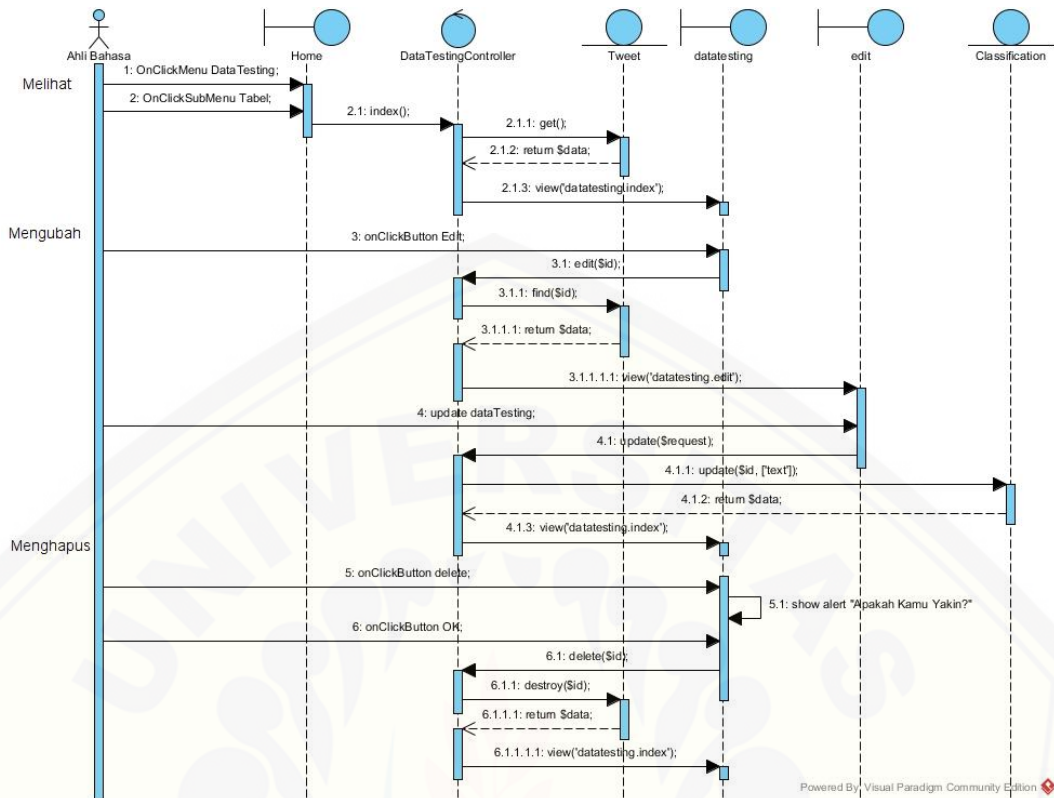 Ahli Bahasa
Home
DataTestingController
Tweet
datatesting
edit
Classification
Melihat
1: OnClickMenu DataTesting;
2: OnClickSubMenu Tabel;
2.1: index();
2.1.1: get();
2.1.2: return $data;
2.1.3: view('datatesting.index');
Mengubah
3: onClickButton Edit;
3.1: edit($id);
3.1.1: find($id);
3.1.1.1: return $data;
3.1.1.1.1: view('datatesting.edit');
4: update dataTesting;
4.1: update($request);
4.1.1: update($id, ['text']);
4.1.2: return $data;
4.1.3: view('datatesting.index');
Menghapus
5: onClickButton delete;
5.1: show alert "Apakah Kamu Yakin?"
6: onClickButton OK;
6.1: delete($id);
6.1.1: destroy($id);
6.1.1.1: return $data;
6.1.1.1.1: view('datatesting.index');
UNIVERSITAS
Powered By Visual Paradigm Community Edition